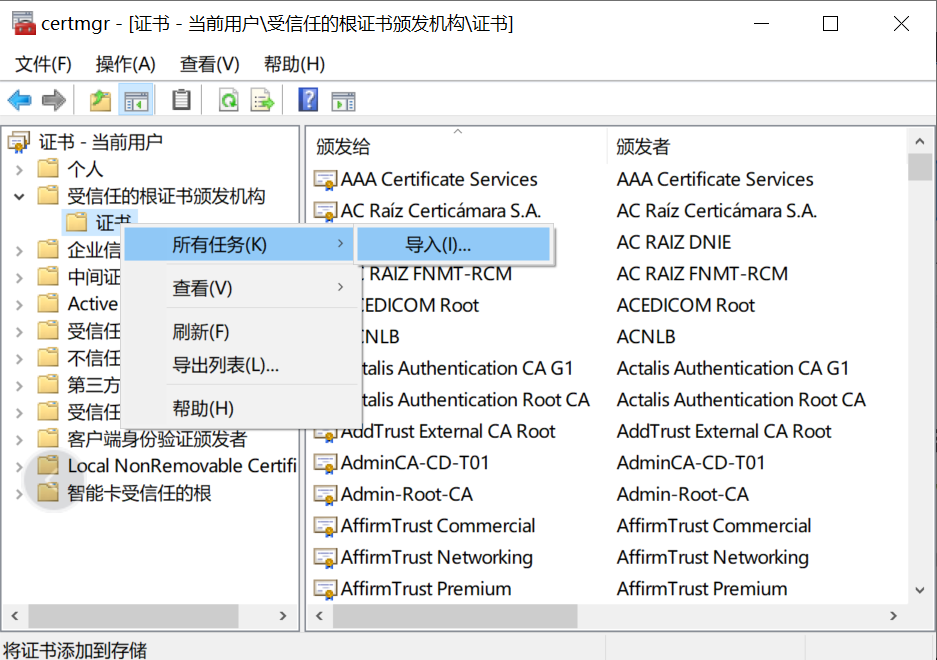 certmgr - [证书 - 当前用户\受信任的根证书颁发机构\证书]
文件(F) 操作(A) 查看(V) 帮助(H)
证书 - 当前用户
个人
受信任的根证书颁发机构
证书
企业信
中间证
Active
受信任
不信任
第三方
受信任
客户端身份验证颁发者
Local NonRemovable Certifi
智能卡受信任的根
所有任务(K)
查看(V)
刷新(F)
导出列表(L)...
帮助(H)
导入(I)...
颁发给 颁发者
AAA Certificate Services AAA Certificate Services
AC Raíz Certicámara S.A. AC Raíz Certicámara S.A.
AC RAIZ DNIE
C RAIZ FNMT-RCM AC RAIZ FNMT-RCM
CEDICOM Root ACEDICOM Root
CNLB ACNLB
talis Authentication CA G1 Actalis Authentication CA G1
talis Authentication Root CA Actalis Authentication Root CA
AddTrust External CA Root AddTrust External CA Root
AdminCA-CD-T01 AdminCA-CD-T01
Admin-Root-CA Admin-Root-CA
AffirmTrust Commercial AffirmTrust Commercial
AffirmTrust Networking AffirmTrust Networking
AffirmTrust Premium AffirmTrust Premium
将证书添加到存储